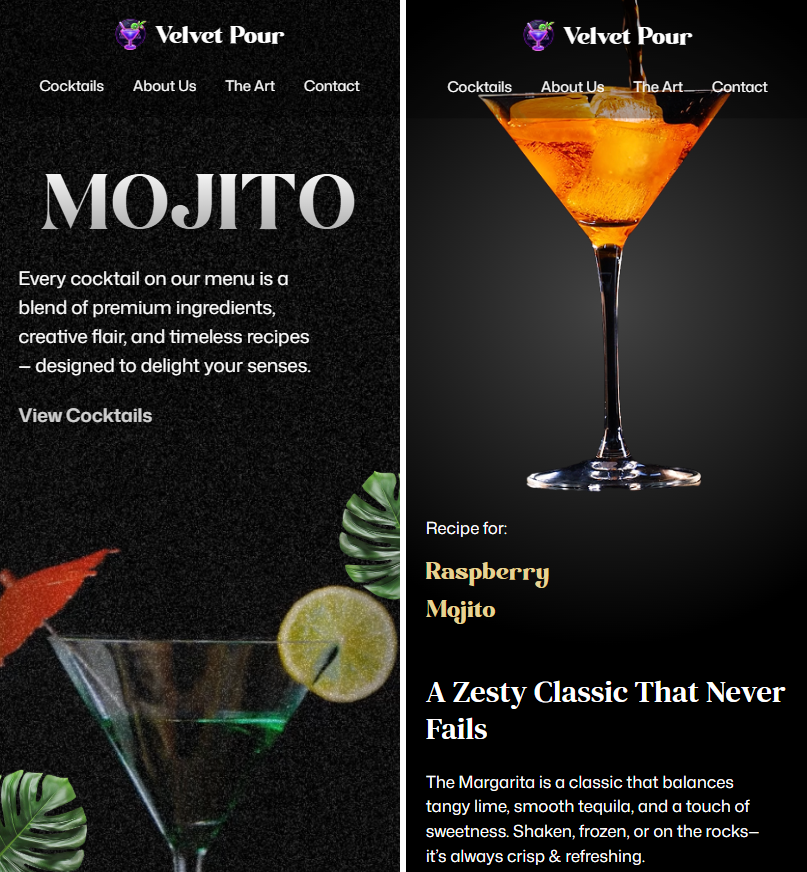 Velvet Pour
Cocktails About Us The Art Contact
MOJITO
Every cocktail on our menu is a
blend of premium ingredients,
creative flair, and timeless recipes
– designed to delight your senses.
View Cocktails
Velvet Pour
Cocktails About Us The Art Contact
Recipe for:
Raspberry
Mojito
A Zesty Classic That Never
Fails
The Margarita is a classic that balances
tangy lime, smooth tequila, and a touch of
sweetness. Shaken, frozen, or on the rocks—
it’s always crisp & refreshing.